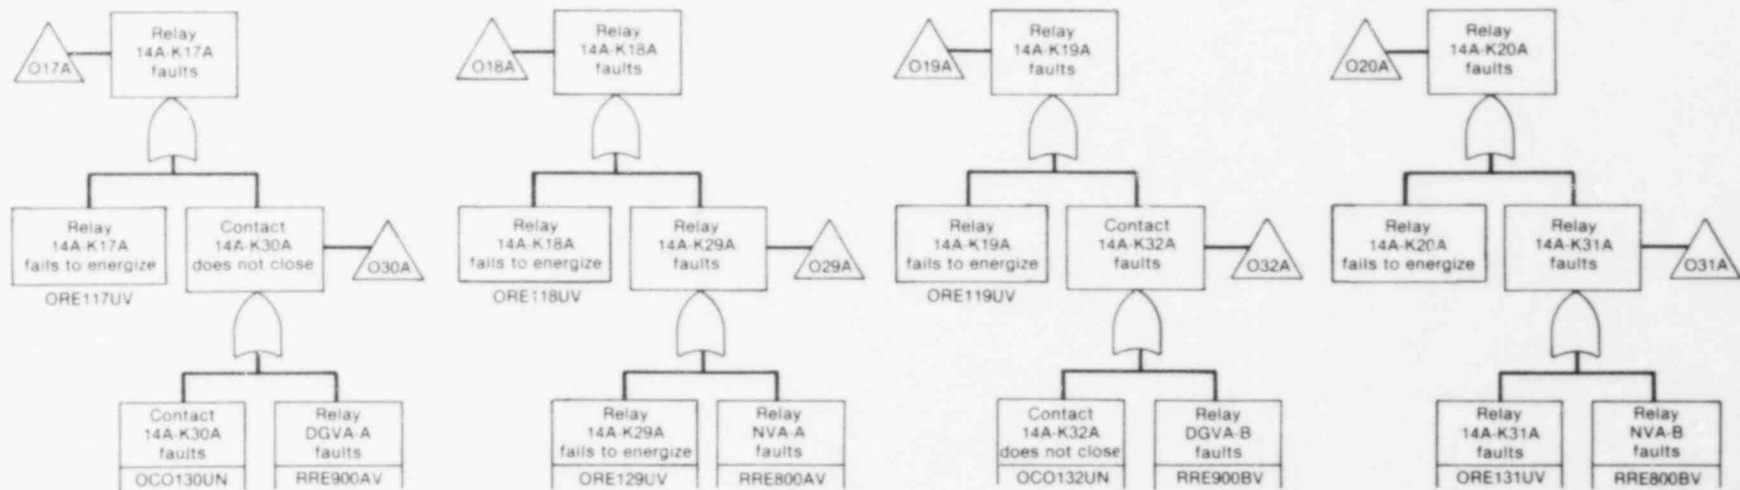 O17A
Relay
14A-K17A
faults
Relay
14A-K17A
fails to energize
ORE117UV
Contact
14A-K30A
does not close
O30A
Contact
14A-K30A
faults
OCO130UN
Relay
DGVA-A
faults
RRE900AV
O18A
Relay
14A-K18A
faults
Relay
14A-K18A
fails to energize
ORE118UV
Relay
14A-K29A
faults
O29A
Relay
14A-K29A
fails to energize
ORE129UV
Relay
NVA-A
faults
RRE800AV
O19A
Relay
14A-K19A
faults
Relay
14A-K19A
fails to energize
ORE119UV
Contact
14A-K32A
faults
O32A
Contact
14A-K32A
does not close
OCO132UN
Relay
DGVA-B
faults
RRE900BV
O20A
Relay
14A-K20A
faults
Relay
14A-K20A
fails to energize
Relay
14A-K31A
faults
O31A
Relay
14A-K31A
faults
ORE131UV
Relay
NVA-B
faults
RRE800BV